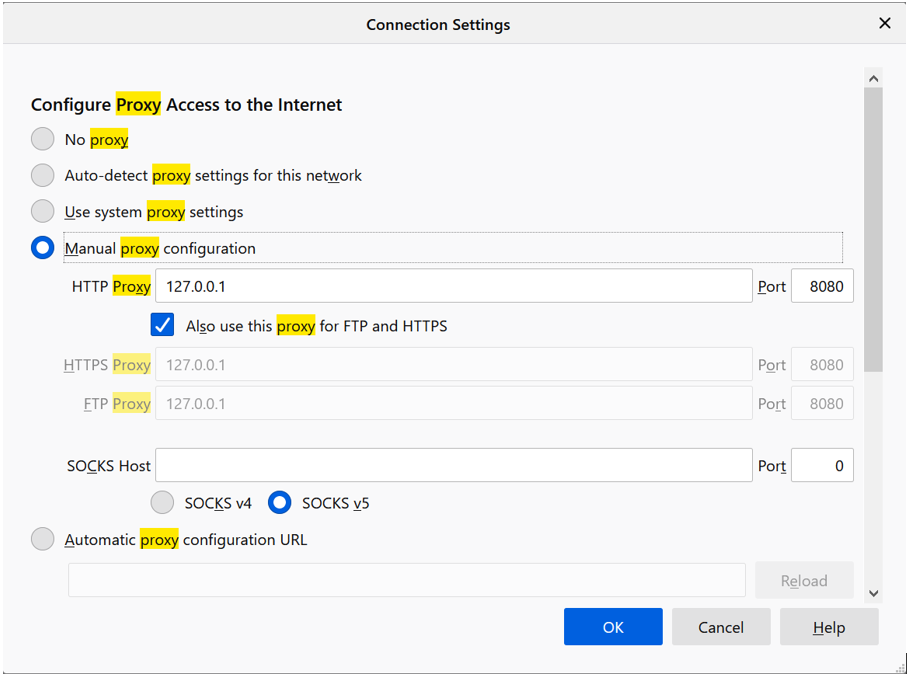 Connection Settings
Configure Proxy Access to the Internet
No proxy
Auto-detect proxy settings for this network
Use system proxy settings
Manual proxy configuration
HTTP Proxy 127.0.0.1 Port 8080
Also use this proxy for FTP and HTTPS
HTTPS Proxy 127.0.0.1 Port 8080
FTP Proxy 127.0.0.1 Port 8080
SOCKS Host Port 0
SOCKS v4 SOCKS v5
Automatic proxy configuration URL
Reload
OK Cancel Help